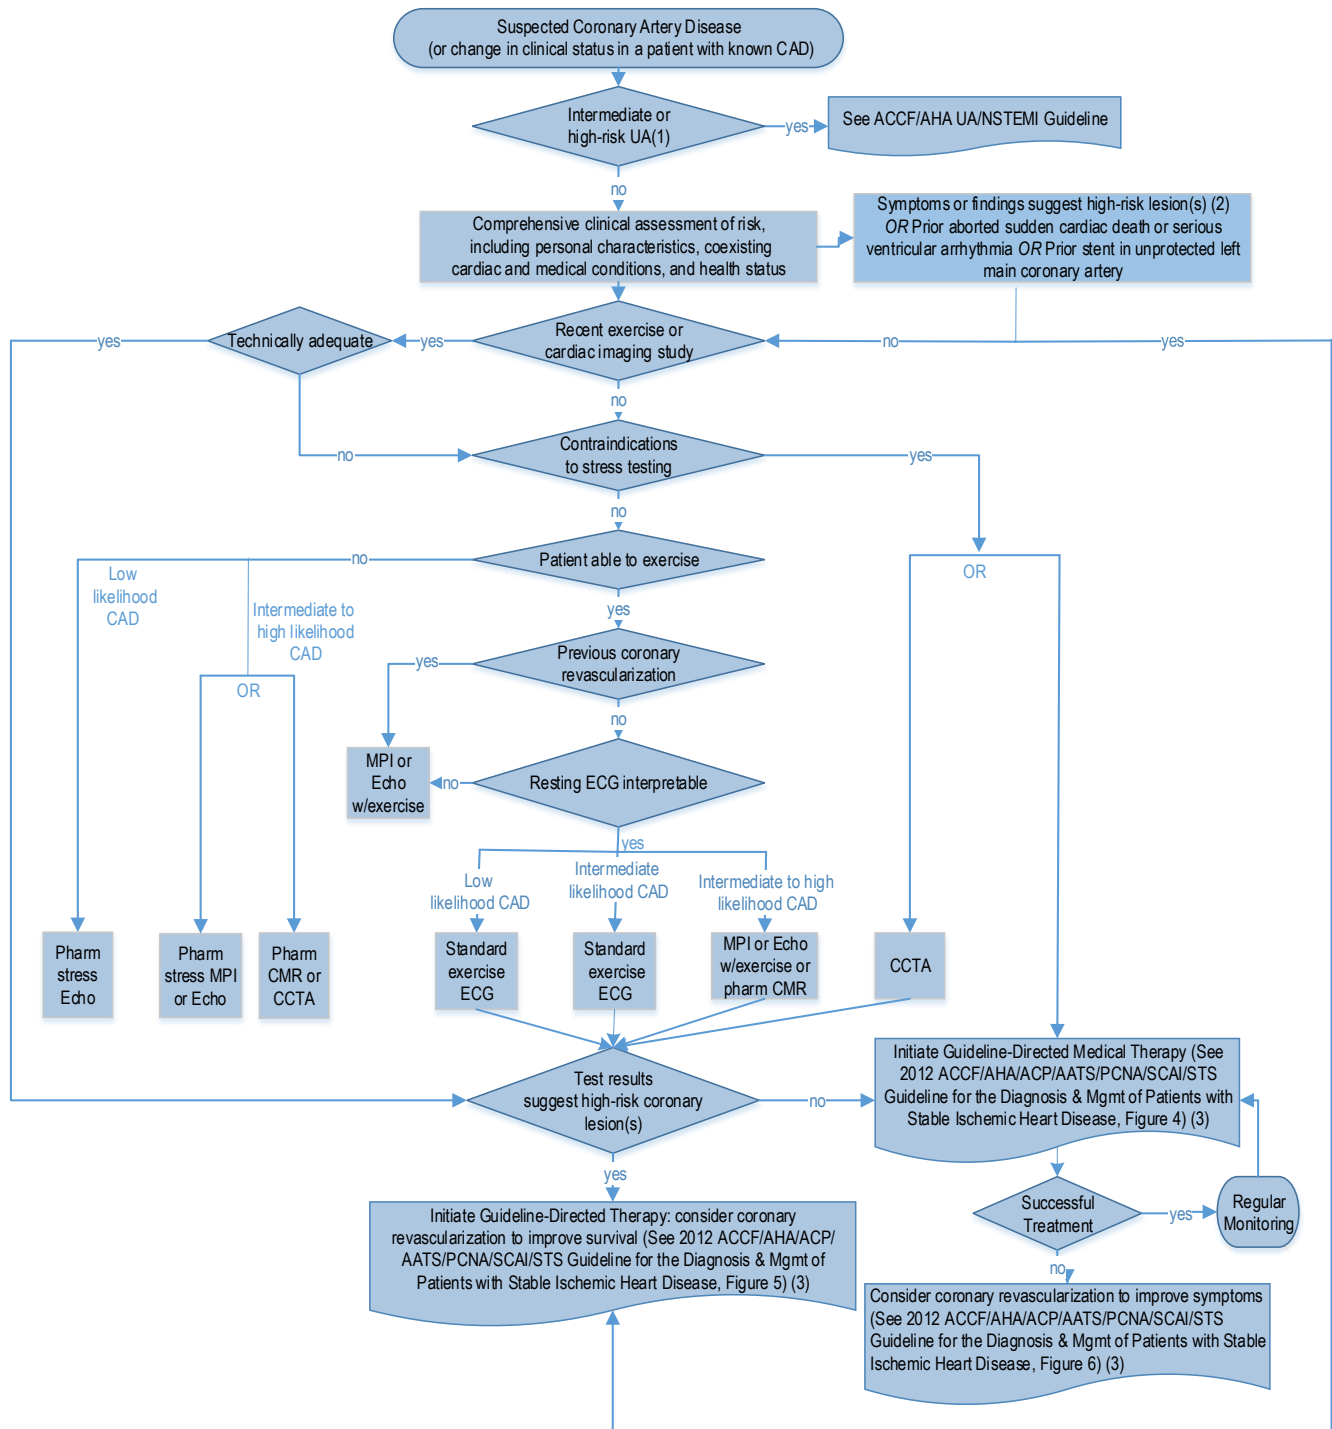 Suspected Coronary Artery Disease
(or change in clinical status in a patient with known CAD)
Intermediate or
high-risk UA(1)
yes
See ACCF/AHA UA/NSTEMI Guideline
no
Comprehensive clinical assessment of risk,
including personal characteristics, coexisting
cardiac and medical conditions, and health status
Symptoms or findings suggest high-risk lesion(s) (2)
OR Prior aborted sudden cardiac death or serious
ventricular arrhythmia OR Prior stent in unprotected left
main coronary artery
yes
Technically adequate
yes
Recent exercise or
cardiac imaging study
no
yes
no
no
Contraindications
to stress testing
yes
no
no
Patient able to exercise
OR
Low
likelihood
CAD
Intermediate to
high likelihood
CAD
yes
Previous coronary
revascularization
yes
OR
no
MPI or
Echo
w/exercise
no
Resting ECG interpretable
yes
Low
likelihood CAD
Intermediate
likelihood CAD
Intermediate to high
likelihood CAD
Pharm
stress
Echo
Pharm
stress MPI
or Echo
Pharm
CMR or
CCTA
Standard
exercise
ECG
Standard
exercise
ECG
MPI or Echo
w/exercise or
pharm CMR
CCTA
Test results
suggest high-risk coronary
lesion(s)
no
Initiate Guideline-Directed Medical Therapy (See
2012 ACCF/AHA/ACP/AATS/PCNA/SCAI/STS
Guideline for the Diagnosis & Mgmt of Patients with
Stable Ischemic Heart Disease, Figure 4) (3)
yes
Successful
Treatment
yes
Regular
Monitoring
Initiate Guideline-Directed Therapy: consider coronary
revascularization to improve survival (See 2012 ACCF/AHA/ACP/
AATS/PCNA/SCAI/STS Guideline for the Diagnosis & Mgmt of
Patients with Stable Ischemic Heart Disease, Figure 5) (3)
no
Consider coronary revascularization to improve symptoms
(See 2012 ACCF/AHA/ACP/AATS/PCNA/SCAI/STS
Guideline for the Diagnosis & Mgmt of Patients with Stable
Ischemic Heart Disease, Figure 6) (3)